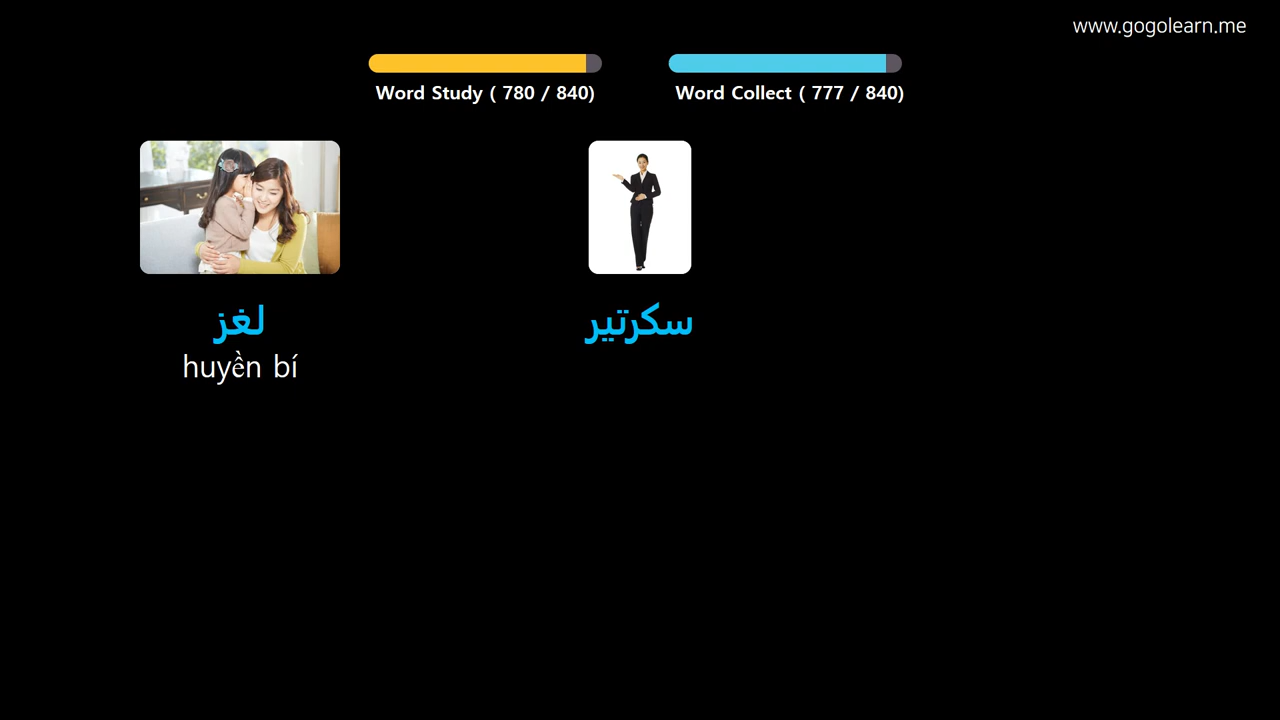 www.gogolearn.me
Word Study ( 780 / 840)
Word Collect ( 777 / 840)
لغز
huyền bí
سكرتير